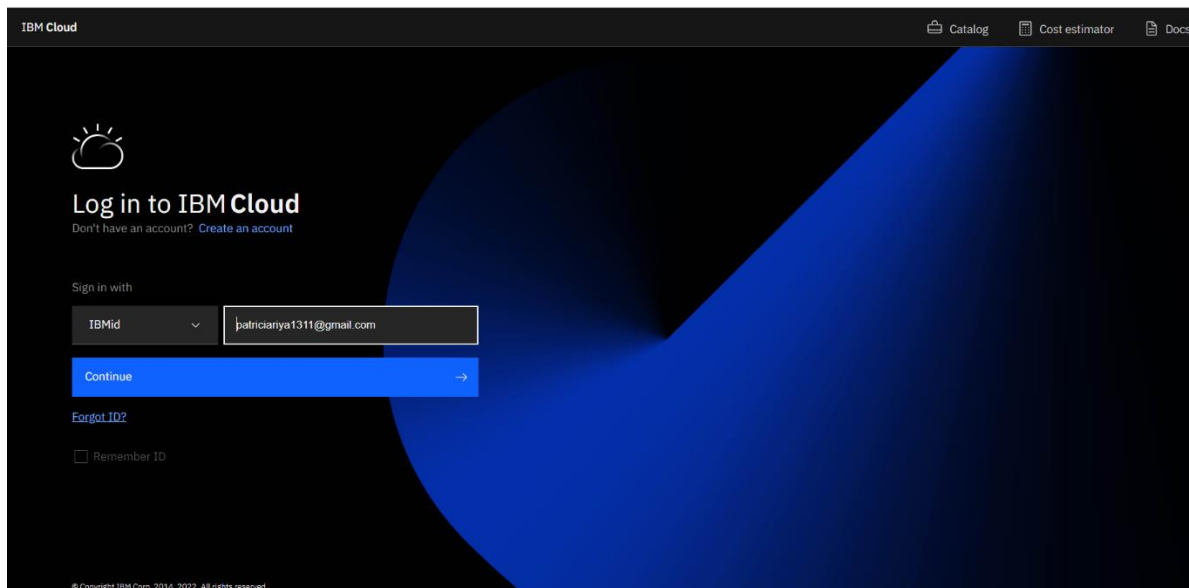 IBM Cloud
Catalog
Cost estimator
Docs
Log in to IBM Cloud
Don't have an account? Create an account
Sign in with
IBMid
patriciariya1311@gmail.com
Continue
Forgot ID?
Remember ID
© Copyright IBM Corp. 2014, 2022. All rights reserved.